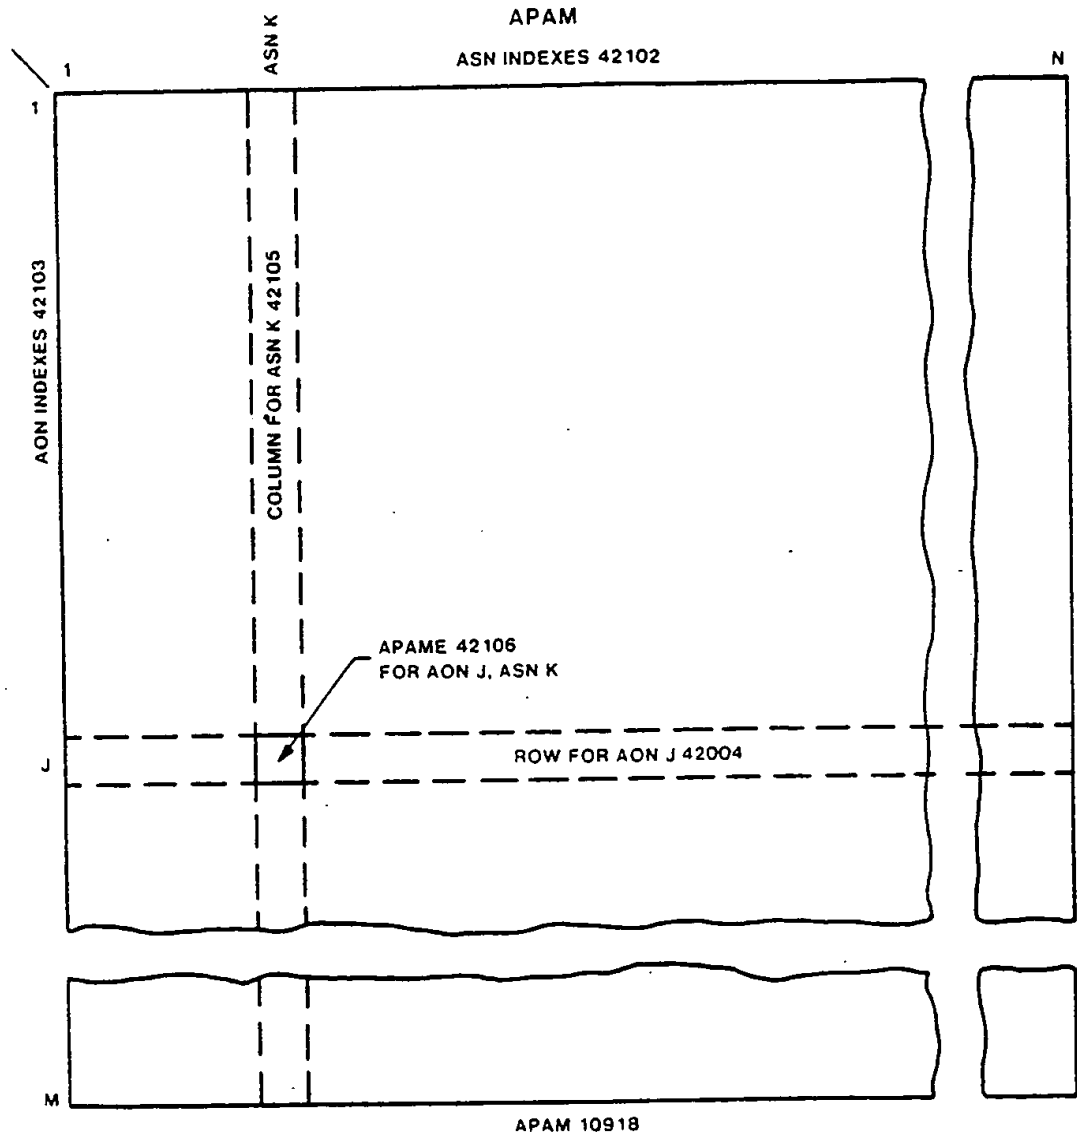 APAM
ASN K
ASN INDEXES 42102
1
N
1
AON INDEXES 42103
COLUMN FOR ASN K 42105
APAME 42106
FOR AON J, ASN K
J
ROW FOR AON J 42004
M
APAM 10918